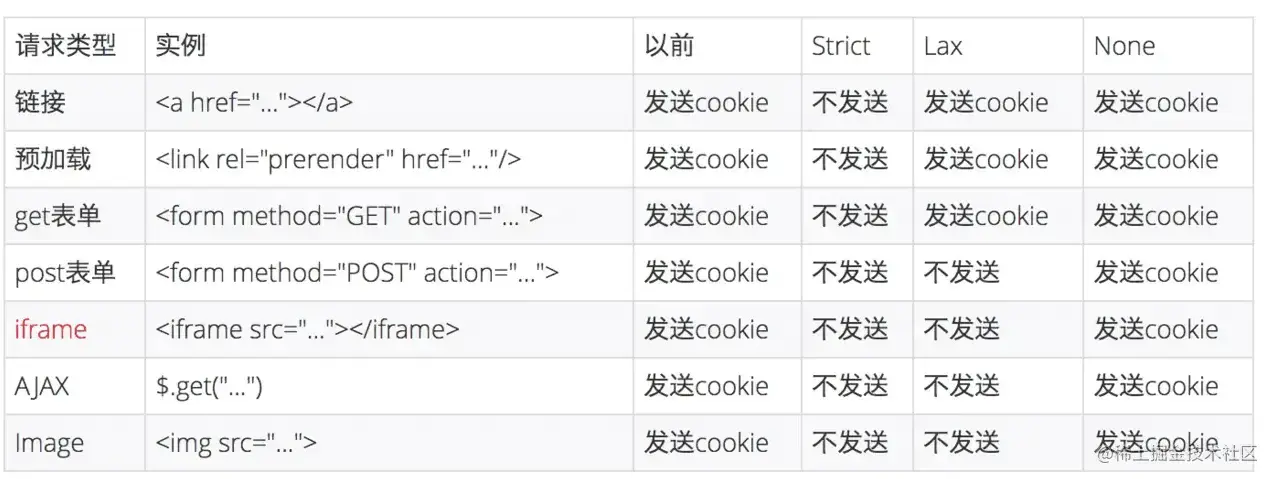 请求类型 实例 以前 Strict Lax None
链接 <a href="..."></a> 发送cookie 不发送 发送cookie 发送cookie
预加载 <link rel="prerender" href="..."/> 发送cookie 不发送 发送cookie 发送cookie
get表单 <form method="GET" action="..."> 发送cookie 不发送 发送cookie 发送cookie
post表单 <form method="POST" action="..."> 发送cookie 不发送 不发送 发送cookie
iframe <iframe src="..."></iframe> 发送cookie 不发送 不发送 发送cookie
AJAX $.get("...") 发送cookie 不发送 不发送 发送cookie
Image <img src="..."> 发送cookie 不发送 不发送 发送cookie
@稀土掘金技术社区